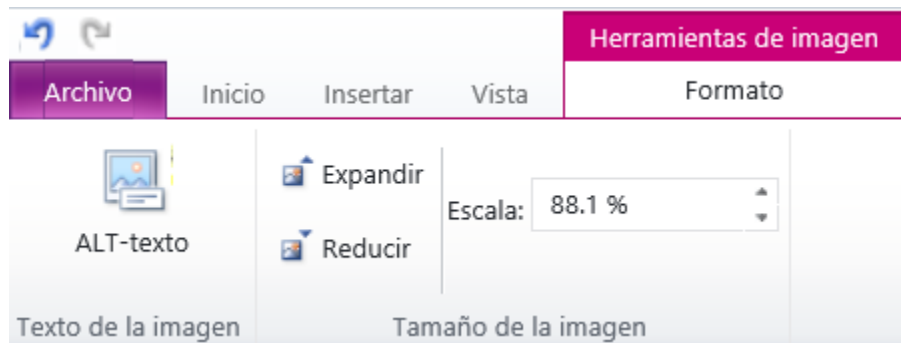 Herramientas de imagen
Archivo Inicio Insertar Vista Formato
Expandir
Escala: 88.1 %
ALT-texto Reducir
Texto de la imagen Tamaño de la imagen